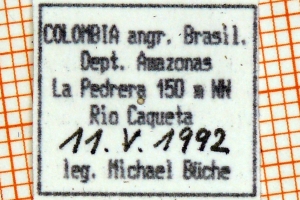 COLOMBIA angr. Brasil.
Dept. Amazonas
La Pedrera 150 m NN
Rio Caqueta
11. V. 1992
leg. Michael Büche